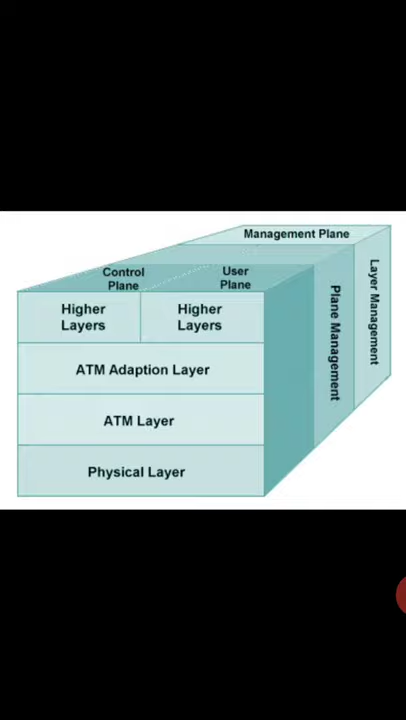 Management Plane
Control
Plane
User
Plane
Higher
Layers
Higher
Layers
ATM Adaption Layer
ATM Layer
Physical Layer
Plane Management
Layer Management